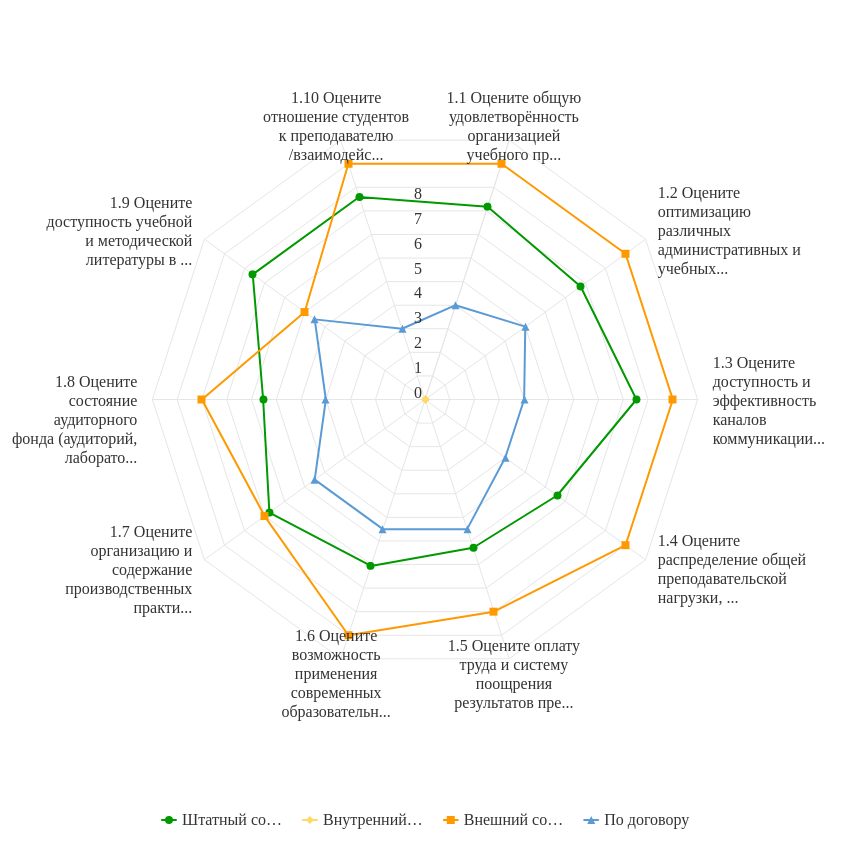 1.10 Оцените
отношение студентов
к преподавателю
/взаимодейс...
1.1 Оцените общую
удовлетворённость
организацией
учебного пр...
1.9 Оцените
доступность учебной
и методической
литературы в ...
1.2 Оцените
оптимизацию
различных
административных и
учебных...
8
7
6
5
4
3
2
1
0
1.8 Оцените
состояние
аудиторного
фонда (аудиторий,
лаборато...
1.3 Оцените
доступность и
эффективность
каналов
коммуникации...
1.7 Оцените
организацию и
содержание
производственных
практи...
1.4 Оцените
распределение общей
преподавательской
нагрузки, ...
1.6 Оцените
возможность
применения
современных
образовательн...
1.5 Оцените оплату
труда и систему
поощрения
результатов пре...
Штатный со…
Внутренний…
Внешний со…
По договору